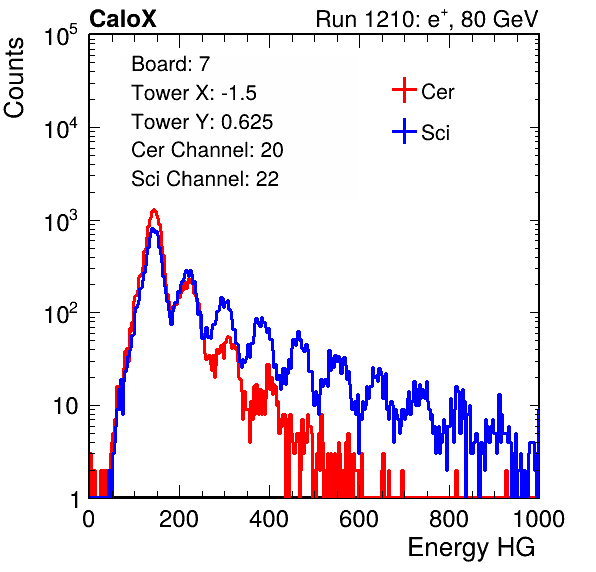 CaloX Run 1210: e⁺, 80 GeV
Counts
10⁵
10⁴
10³
10²
10
1
Board: 7
Tower X: -1.5
Tower Y: 0.625
Cer Channel: 20
Sci Channel: 22
Cer
Sci
0 200 400 600 800 1000
Energy HG